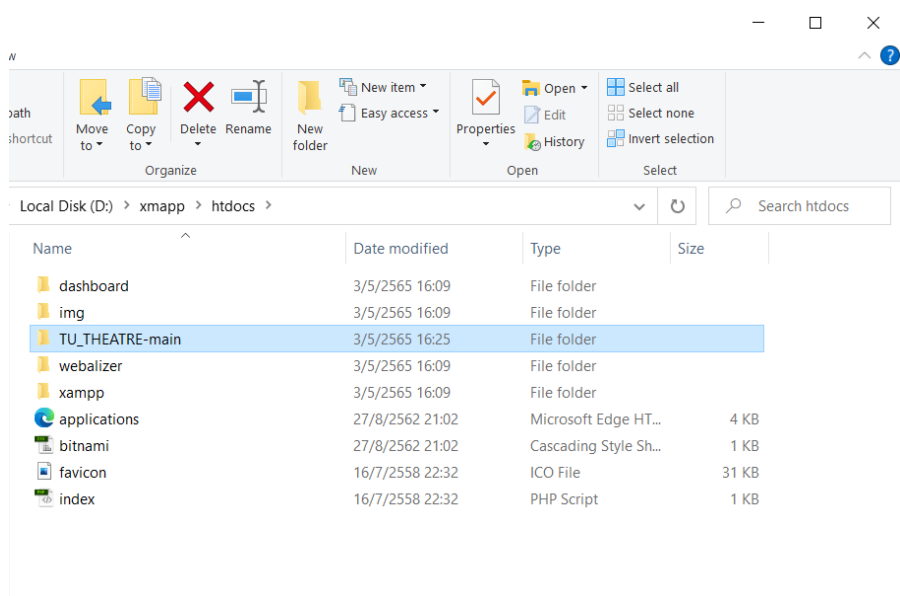 w
path
shortcut
Move to
Copy to
Delete
Rename
New folder
New item
Easy access
Properties
Open
Edit
History
Select all
Select none
Invert selection
Organize
New
Open
Select
Local Disk (D:) > xmapp > htdocs >
Search htdocs
Name Date modified Type Size
dashboard 3/5/2565 16:09 File folder
img 3/5/2565 16:09 File folder
TU_THEATRE-main 3/5/2565 16:25 File folder
webalizer 3/5/2565 16:09 File folder
xampp 3/5/2565 16:09 File folder
applications 27/8/2562 21:02 Microsoft Edge HT... 4 KB
bitnami 27/8/2562 21:02 Cascading Style Sh... 1 KB
favicon 16/7/2558 22:32 ICO File 31 KB
index 16/7/2558 22:32 PHP Script 1 KB